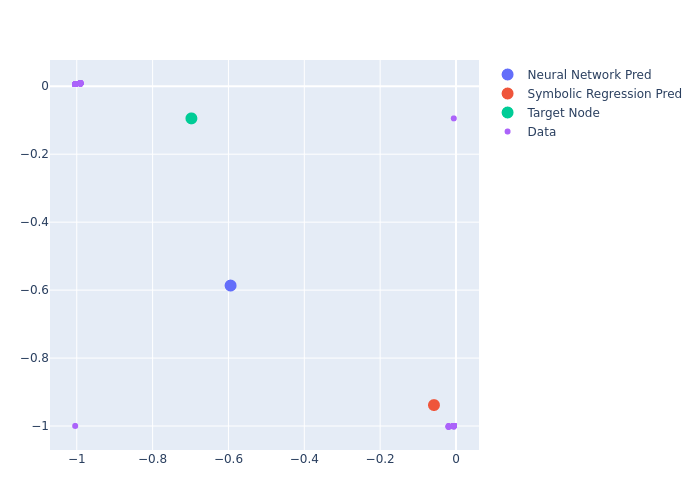 Neural Network Pred
Symbolic Regression Pred
Target Node
Data
0
−0.2
−0.4
−0.6
−0.8
−1
−1 −0.8 −0.6 −0.4 −0.2 0